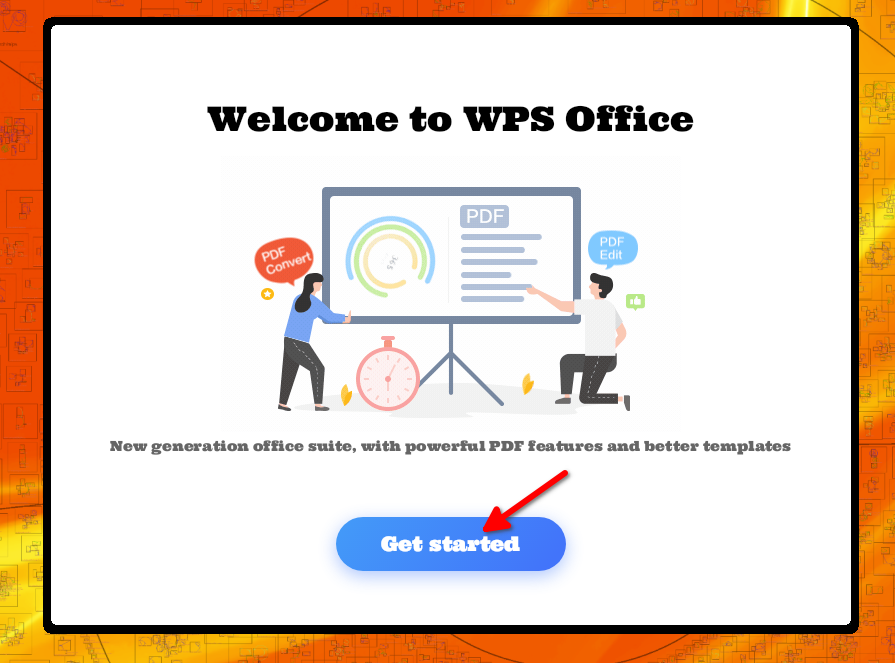 Welcome to WPS Office
PDF
PDF
Convert
PDF
Edit
New generation office suite, with powerful PDF features and better templates
Get started